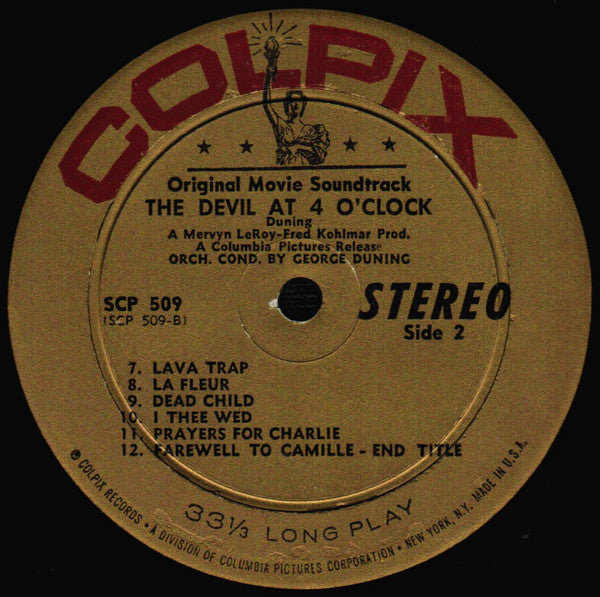 COLPIX
Original Movie Soundtrack
THE DEVIL AT 4 O'CLOCK
Duning
A Mervyn LeRoy-Fred Kohlmar Prod.
A Columbia Pictures Release
ORCH. COND. BY GEORGE DUNING
SCP 509
(SCP 509-B)
STEREO
Side 2
7. LAVA TRAP
8. LA FLEUR
9. DEAD CHILD
10. I THEE WED
11. PRAYERS FOR CHARLIE
12. FAREWELL TO CAMILLE - END TITLE
33⅓ LONG PLAY
® COLPIX RECORDS • A DIVISION OF COLUMBIA PICTURES CORPORATION • NEW YORK, N.Y. MADE IN U.S.A.